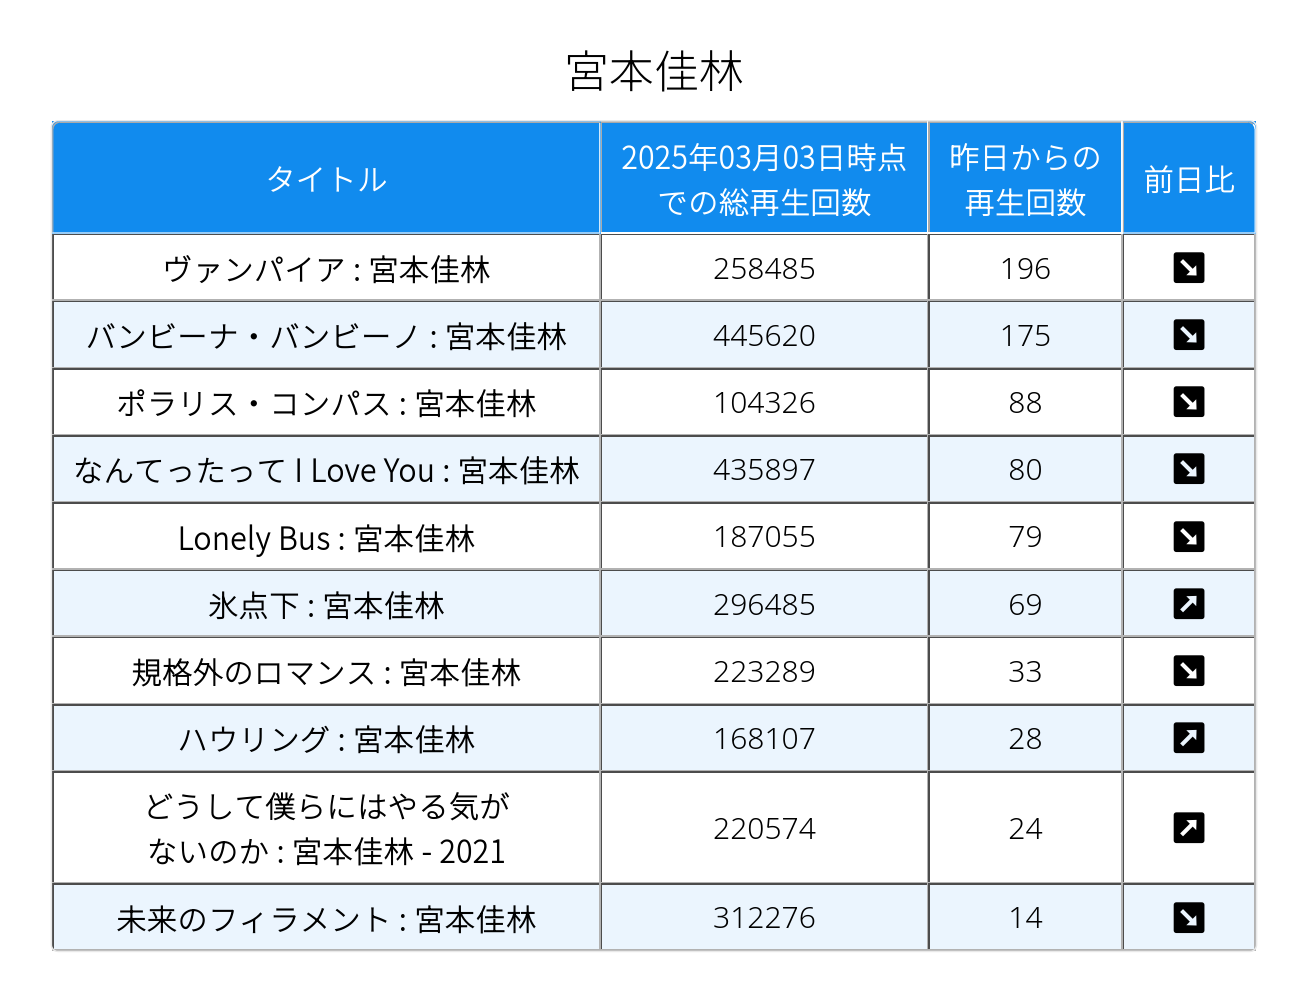 宮本佳林
タイトル
2025年03月03日時点
での総再生回数
昨日からの
再生回数
前日比
ヴァンパイア : 宮本佳林 258485 196 ↘
バンビーナ・バンビーノ : 宮本佳林 445620 175 ↘
ポラリス・コンパス : 宮本佳林 104326 88 ↘
なんてったって I Love You : 宮本佳林 435897 80 ↘
Lonely Bus : 宮本佳林 187055 79 ↘
氷点下 : 宮本佳林 296485 69 ↗
規格外のロマンス : 宮本佳林 223289 33 ↘
ハウリング : 宮本佳林 168107 28 ↗
どうして僕らにはやる気が
ないのか : 宮本佳林 - 2021 220574 24 ↗
未来のフィラメント : 宮本佳林 312276 14 ↘